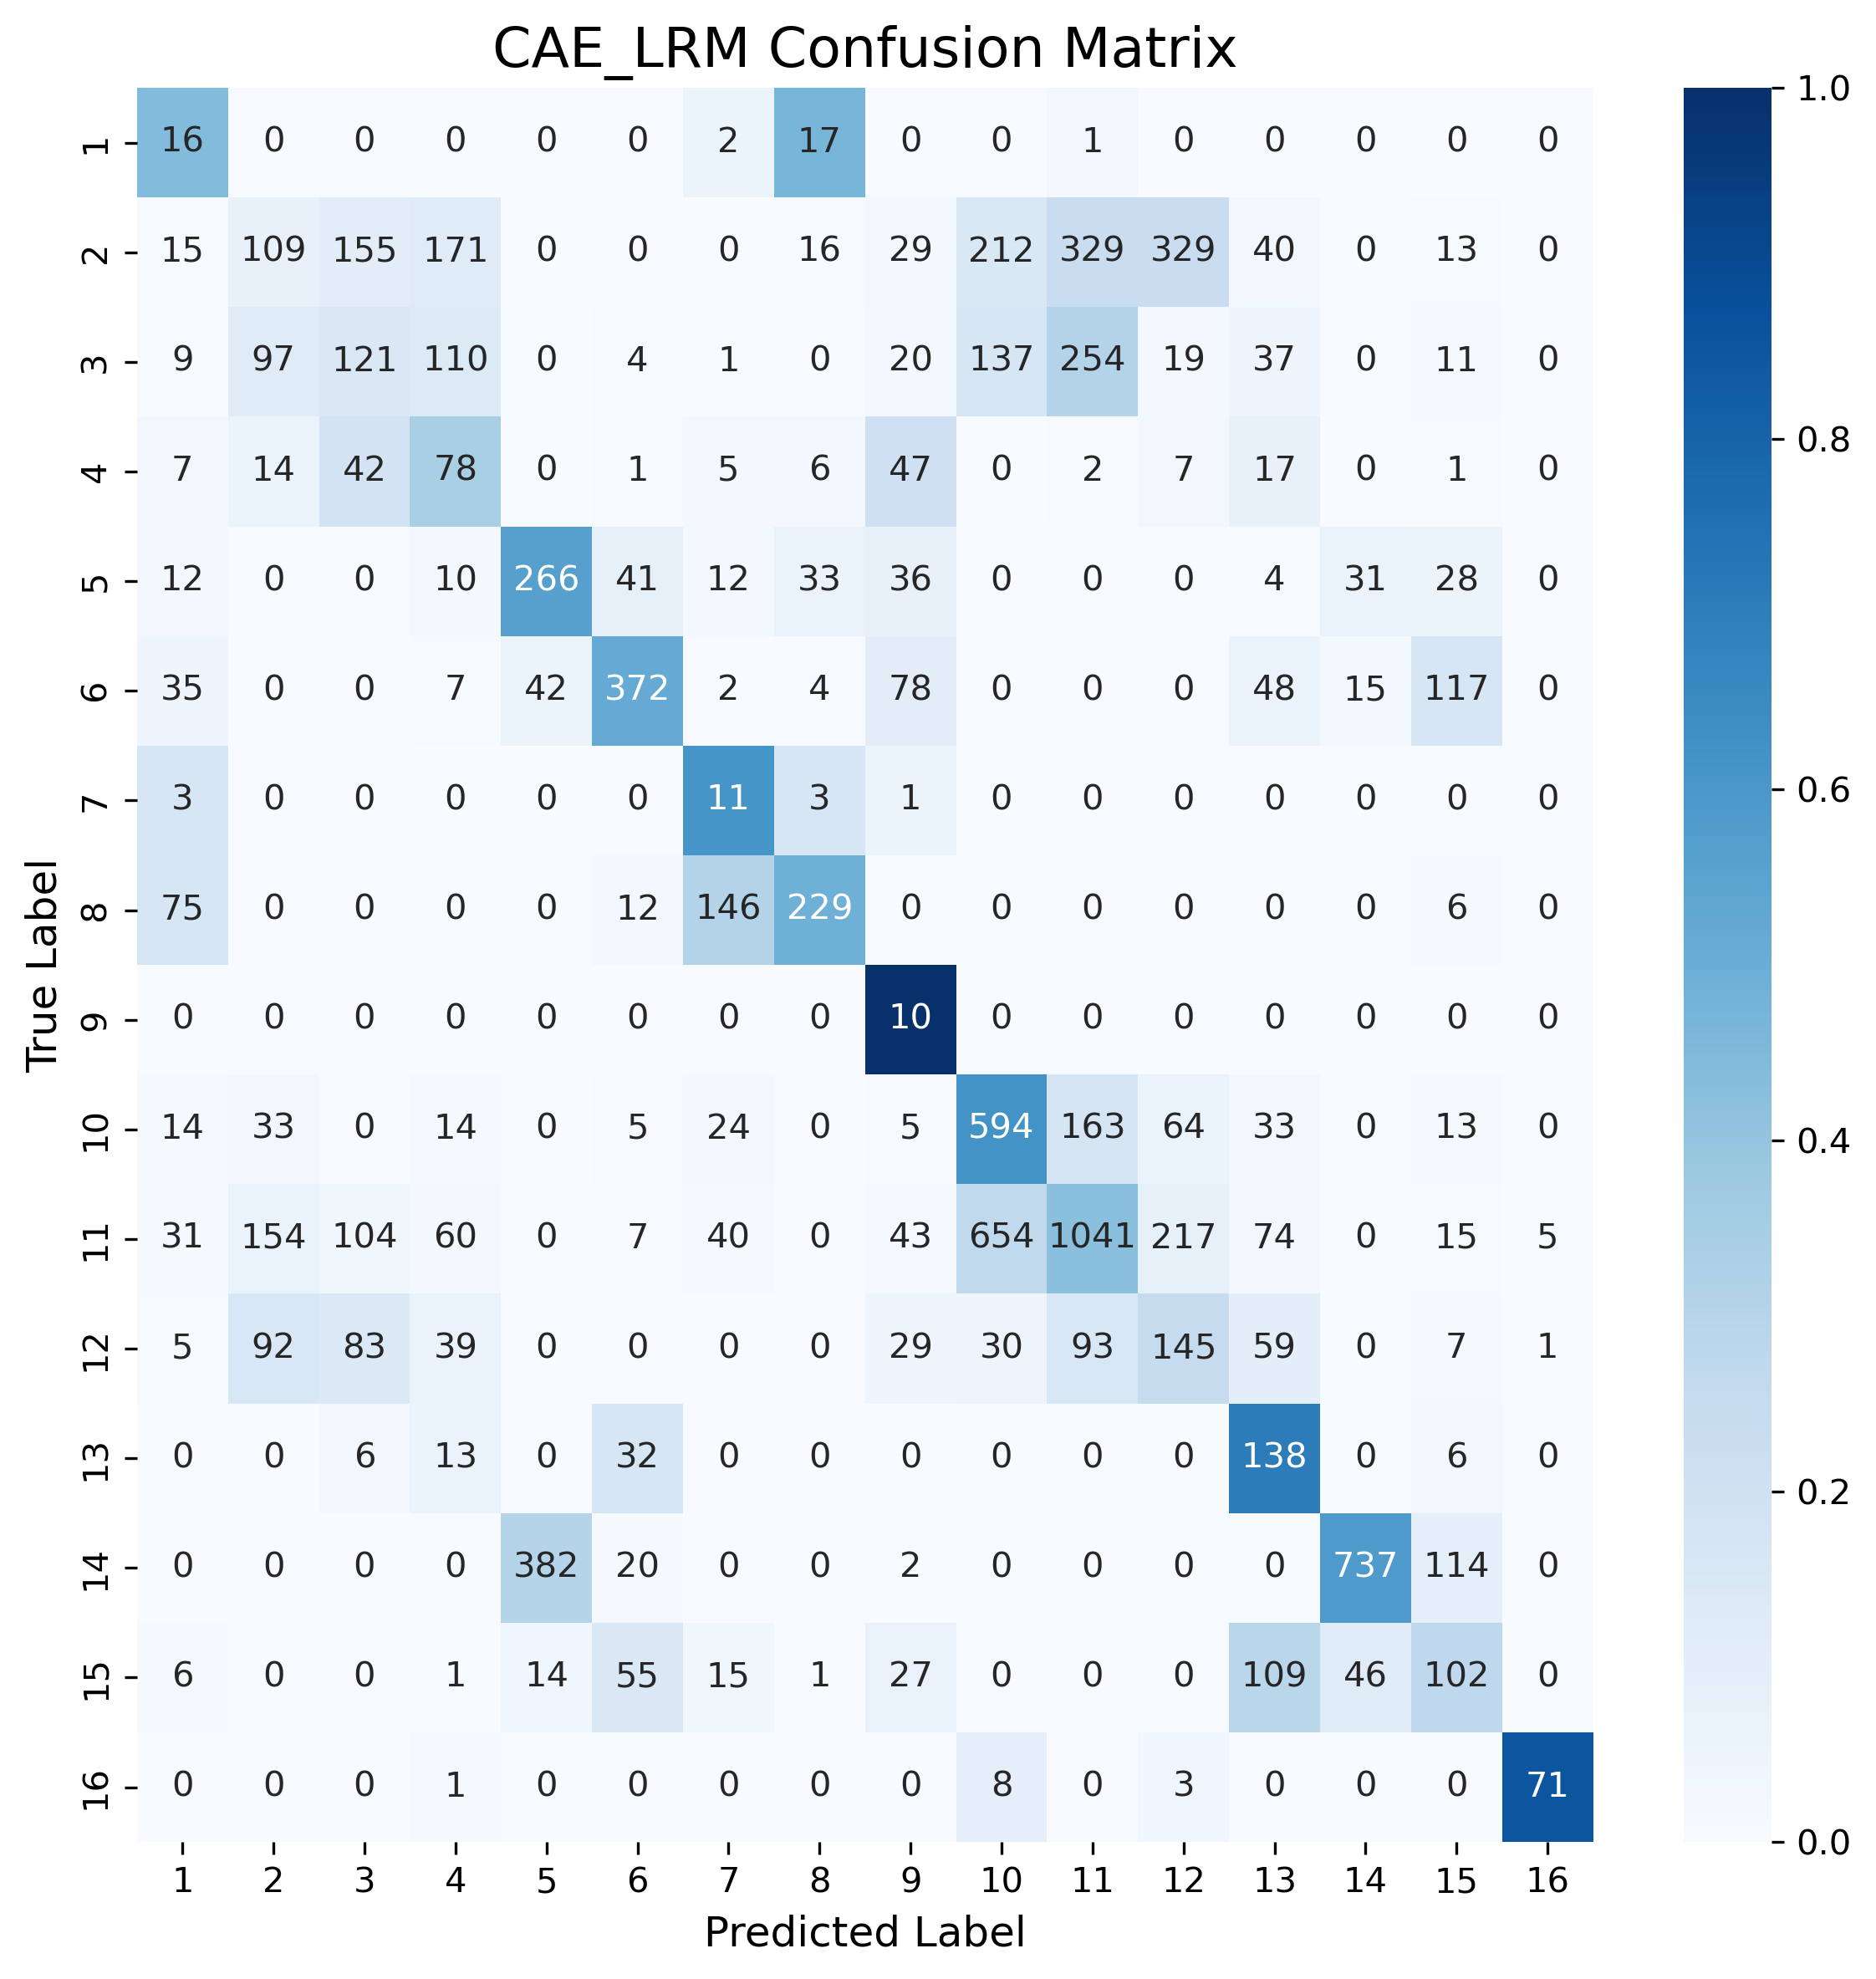 CAE_LRM Confusion Matrix
1 16 0 0 0 0 0 2 17 0 0 1 0 0 0 0 0
2 15 109 155 171 0 0 0 16 29 212 329 329 40 0 13 0
3 9 97 121 110 0 4 1 0 20 137 254 19 37 0 11 0
4 7 14 42 78 0 1 5 6 47 0 2 7 17 0 1 0
5 12 0 0 10 266 41 12 33 36 0 0 0 4 31 28 0
6 35 0 0 7 42 372 2 4 78 0 0 0 48 15 117 0
7 3 0 0 0 0 0 11 3 1 0 0 0 0 0 0 0
8 75 0 0 0 0 12 146 229 0 0 0 0 0 0 6 0
9 0 0 0 0 0 0 0 0 10 0 0 0 0 0 0 0
10 14 33 0 14 0 5 24 0 5 594 163 64 33 0 13 0
11 31 154 104 60 0 7 40 0 43 654 1041 217 74 0 15 5
12 5 92 83 39 0 0 0 0 29 30 93 145 59 0 7 1
13 0 0 6 13 0 32 0 0 0 0 0 0 138 0 6 0
14 0 0 0 0 382 20 0 0 2 0 0 0 0 737 114 0
15 6 0 0 1 14 55 15 1 27 0 0 0 109 46 102 0
16 0 0 0 1 0 0 0 0 0 8 0 3 0 0 0 71
1 2 3 4 5 6 7 8 9 10 11 12 13 14 15 16
Predicted Label
True Label
1.0
0.8
0.6
0.4
0.2
0.0